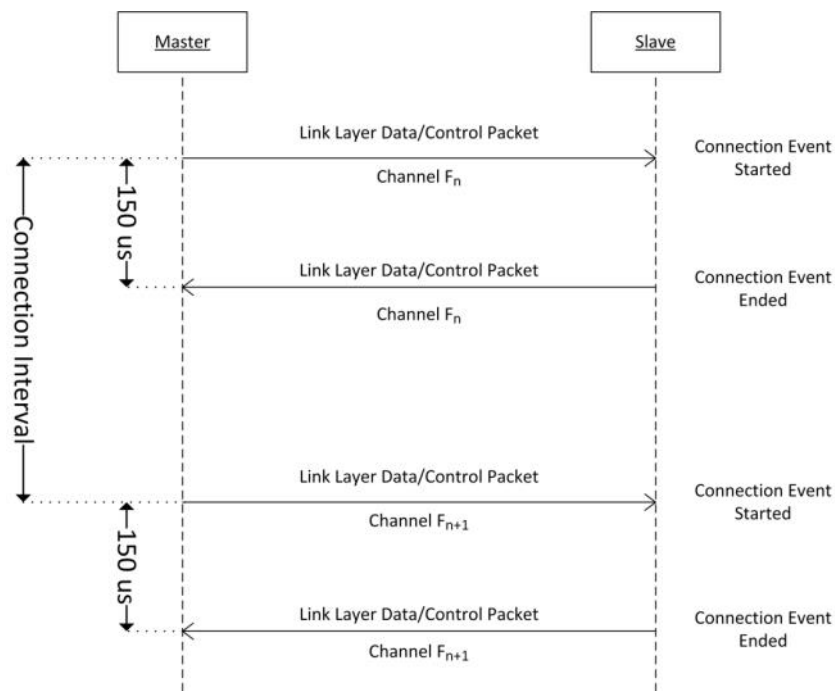 Master
Slave
Link Layer Data/Control Packet
Channel Fn
Connection Event
Started
150 us
Connection Interval
Link Layer Data/Control Packet
Channel Fn
Connection Event
Ended
Link Layer Data/Control Packet
Channel Fn+1
Connection Event
Started
150 us
Link Layer Data/Control Packet
Channel Fn+1
Connection Event
Ended